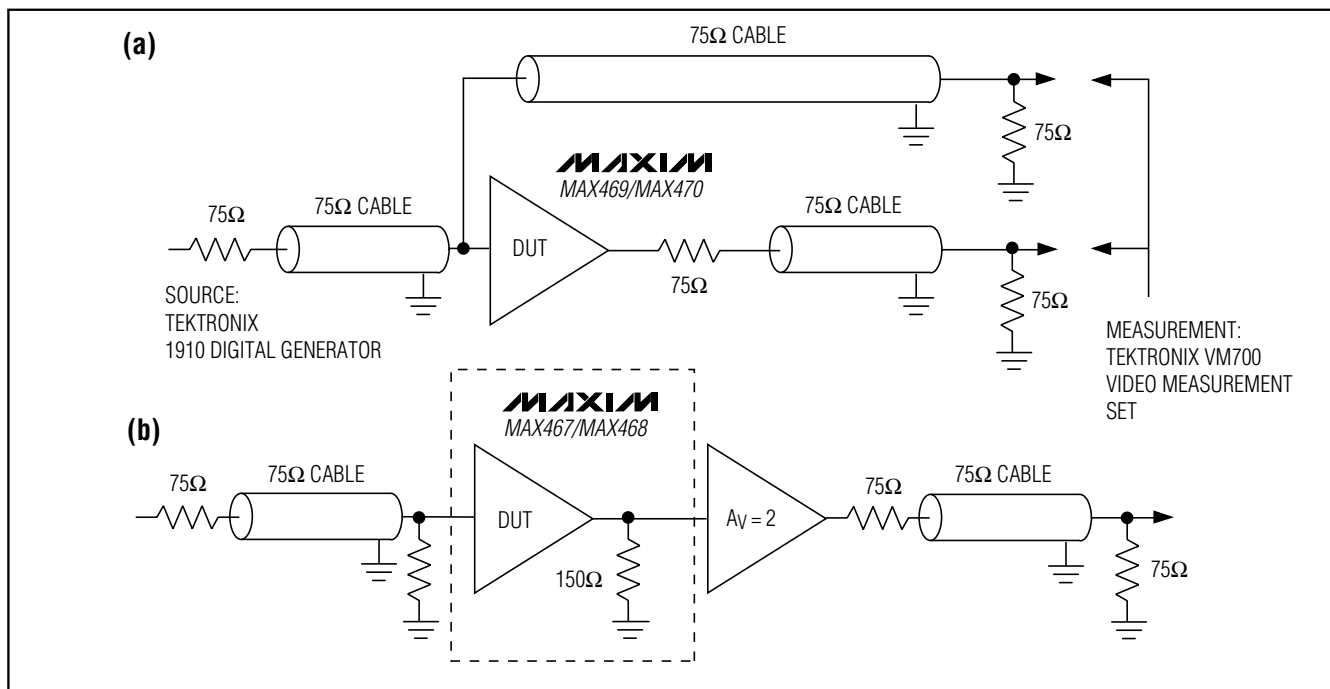 (a)
75Ω CABLE
75Ω
MAXIM
MAX469/MAX470
75Ω
75Ω CABLE
75Ω CABLE
DUT
75Ω
75Ω
SOURCE:
TEKTRONIX
1910 DIGITAL GENERATOR
MEASUREMENT:
TEKTRONIX VM700
VIDEO MEASUREMENT
SET
(b)
MAXIM
MAX467/MAX468
75Ω
75Ω CABLE
75Ω
75Ω CABLE
DUT
AV = 2
150Ω
75Ω